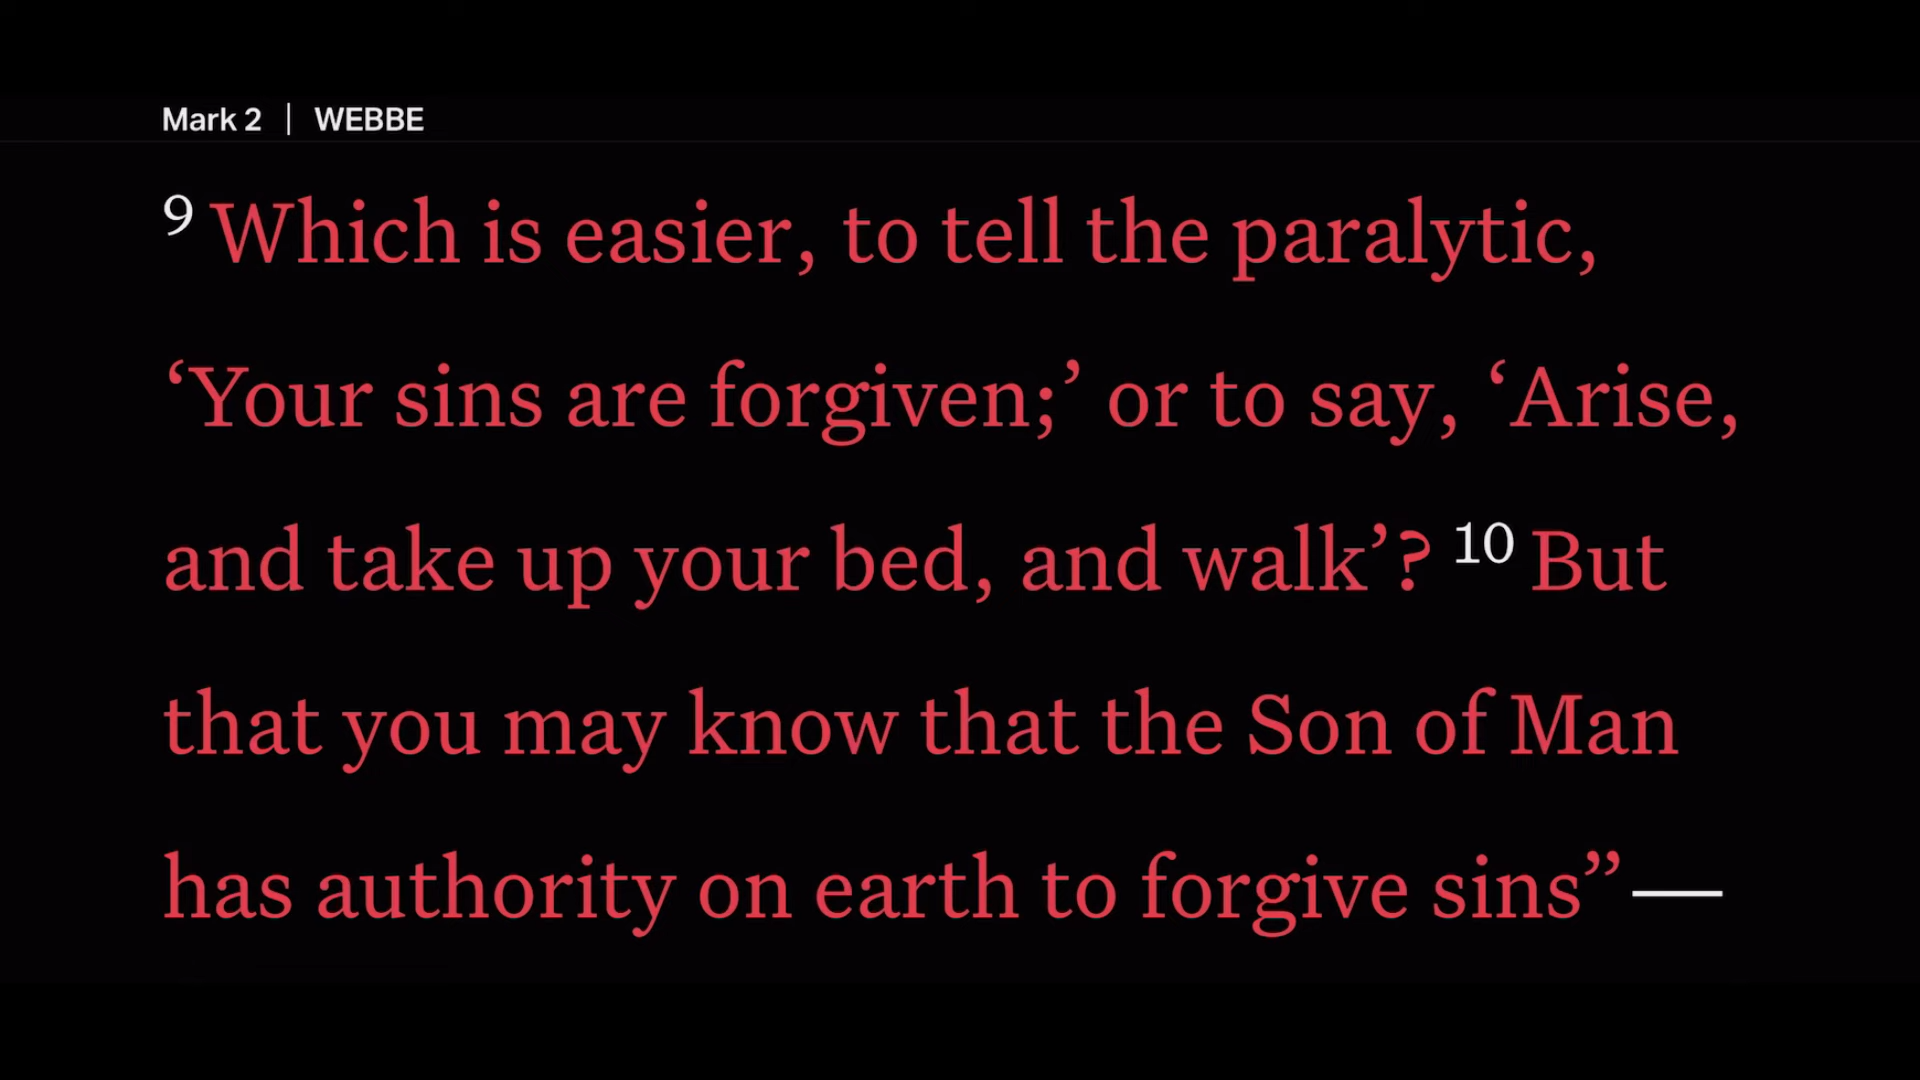 Mark 2 | WEBBE
9 Which is easier, to tell the paralytic,
‘Your sins are forgiven;’ or to say, ‘Arise,
and take up your bed, and walk’? 10 But
that you may know that the Son of Man
has authority on earth to forgive sins”—